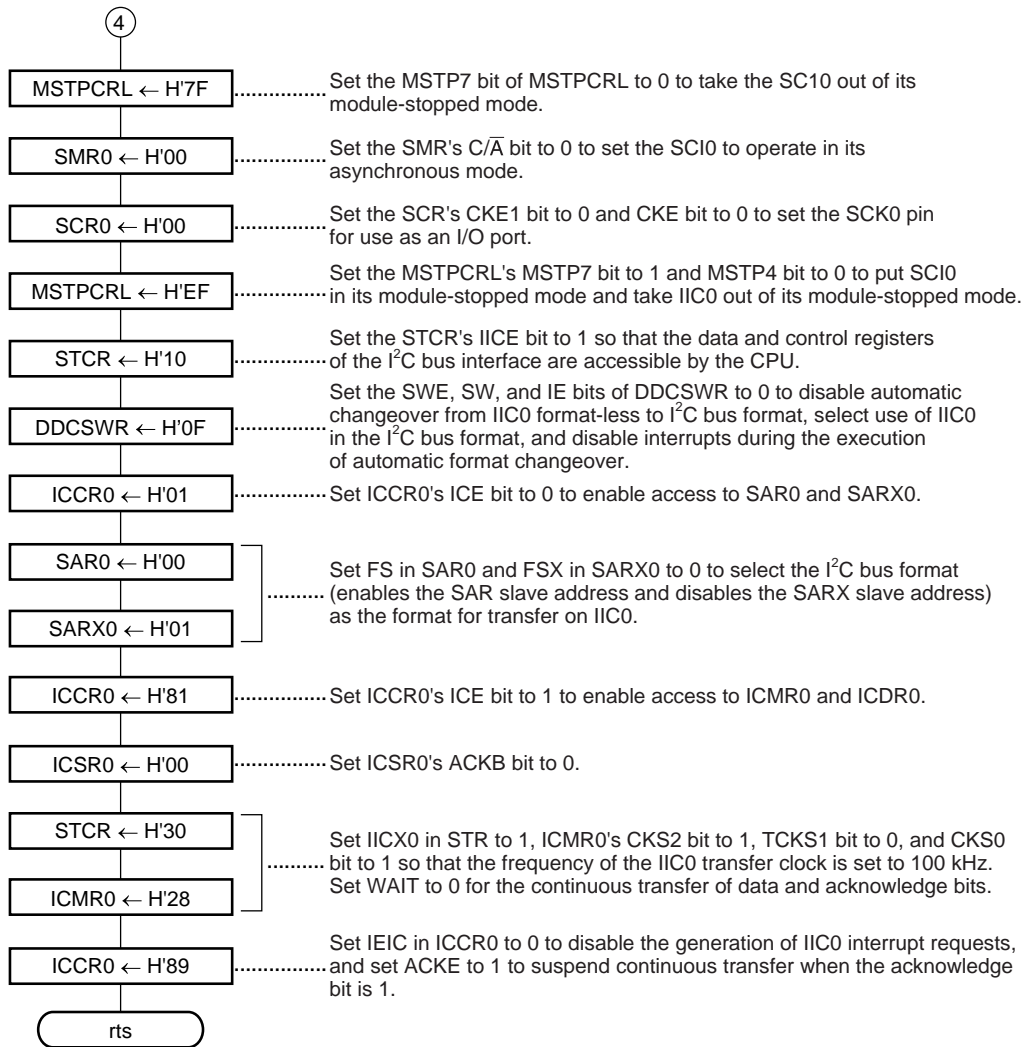 4
MSTPCRL ← H'7F
Set the MSTP7 bit of MSTPCRL to 0 to take the SC10 out of its
module-stopped mode.
SMR0 ← H'00
Set the SMR's C/A̅ bit to 0 to set the SCI0 to operate in its
asynchronous mode.
SCR0 ← H'00
Set the SCR's CKE1 bit to 0 and CKE bit to 0 to set the SCK0 pin
for use as an I/O port.
MSTPCRL ← H'EF
Set the MSTPCRL's MSTP7 bit to 1 and MSTP4 bit to 0 to put SCI0
in its module-stopped mode and take IIC0 out of its module-stopped mode.
STCR ← H'10
Set the STCR's IICE bit to 1 so that the data and control registers
of the I²C bus interface are accessible by the CPU.
DDCSWR ← H'0F
Set the SWE, SW, and IE bits of DDCSWR to 0 to disable automatic
changeover from IIC0 format-less to I²C bus format, select use of IIC0
in the I²C bus format, and disable interrupts during the execution
of automatic format changeover.
ICCR0 ← H'01
Set ICCR0's ICE bit to 0 to enable access to SAR0 and SARX0.
SAR0 ← H'00
SARX0 ← H'01
Set FS in SAR0 and FSX in SARX0 to 0 to select the I²C bus format
(enables the SAR slave address and disables the SARX slave address)
as the format for transfer on IIC0.
ICCR0 ← H'81
Set ICCR0's ICE bit to 1 to enable access to ICMR0 and ICDR0.
ICSR0 ← H'00
Set ICSR0's ACKB bit to 0.
STCR ← H'30
ICMR0 ← H'28
Set IICX0 in STR to 1, ICMR0's CKS2 bit to 1, TCKS1 bit to 0, and CKS0
bit to 1 so that the frequency of the IIC0 transfer clock is set to 100 kHz.
Set WAIT to 0 for the continuous transfer of data and acknowledge bits.
ICCR0 ← H'89
Set IEIC in ICCR0 to 0 to disable the generation of IIC0 interrupt requests,
and set ACKE to 1 to suspend continuous transfer when the acknowledge
bit is 1.
rts